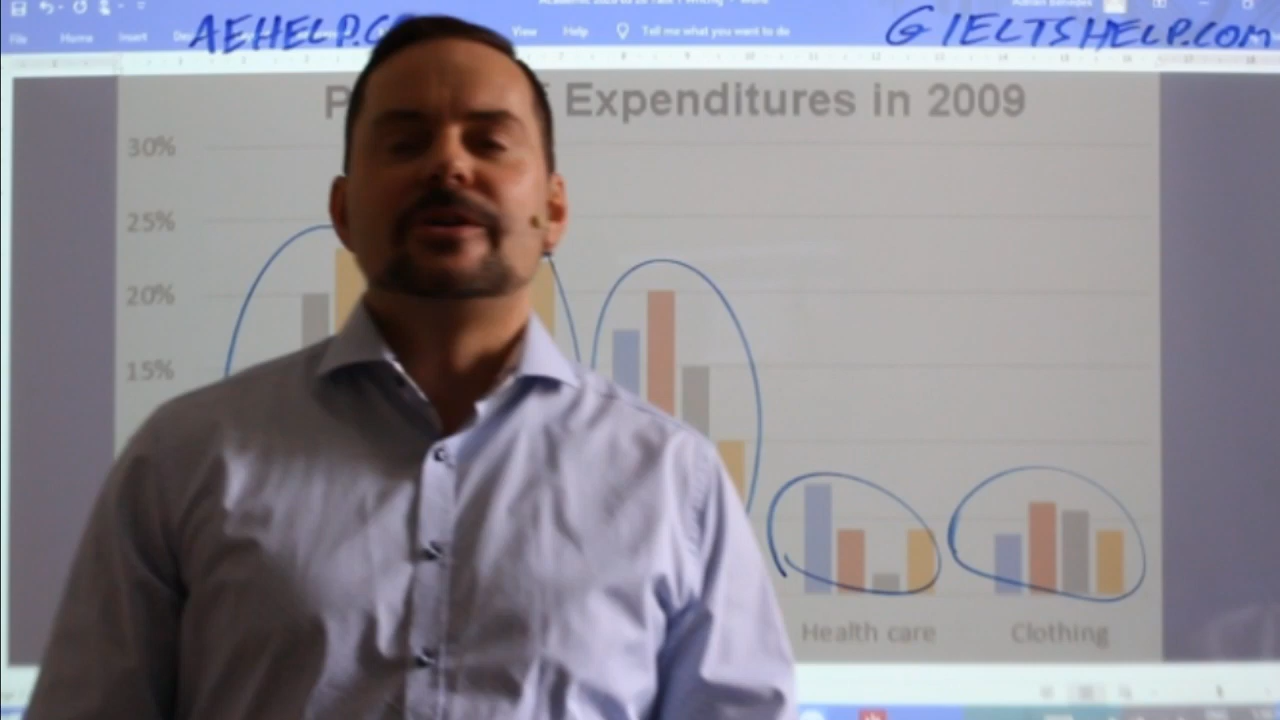 AEHELP.C
GIELTSHELP.COM
File Home Insert View Help Tell me what you want to do
Expenditures in 2009
30%
25%
20%
15%
Health care
Clothing